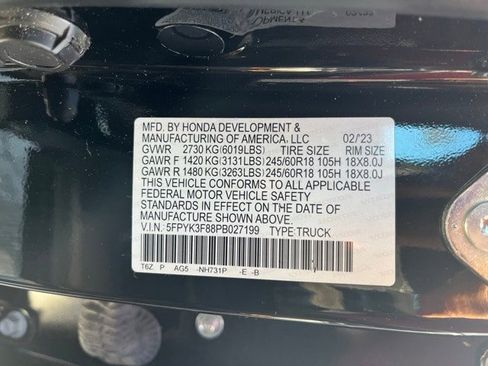 MFD. BY HONDA DEVELOPMENT &
MANUFACTURING OF AMERICA, LLC 02/'23
GVWR 2730 KG(6019LBS) TIRE SIZE RIM SIZE
GAWR F 1420 KG(3131LBS) 245/60R18 105H 18X8.0J
GAWR R 1480 KG(3263LBS) 245/60R18 105H 18X8.0J
THIS VEHICLE CONFORMS TO ALL APPLICABLE
FEDERAL MOTOR VEHICLE SAFETY
STANDARDS IN EFFECT ON THE DATE OF
MANUFACTURE SHOWN ABOVE.
V.I.N.: 5FPYK3F88PB027199 TYPE:TRUCK
T6Z P AG5 -NH731P -E -B